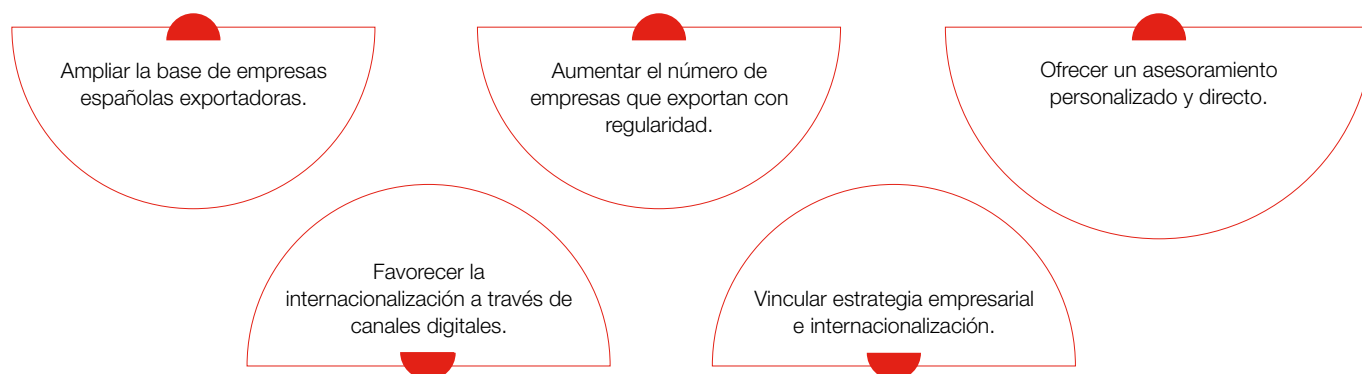 Ampliar la base de empresas
españolas exportadoras.
Aumentar el número de
empresas que exportan con
regularidad.
Ofrecer un asesoramiento
personalizado y directo.
Favorecer la
internacionalización a través de
canales digitales.
Vincular estrategia empresarial
e internacionalización.